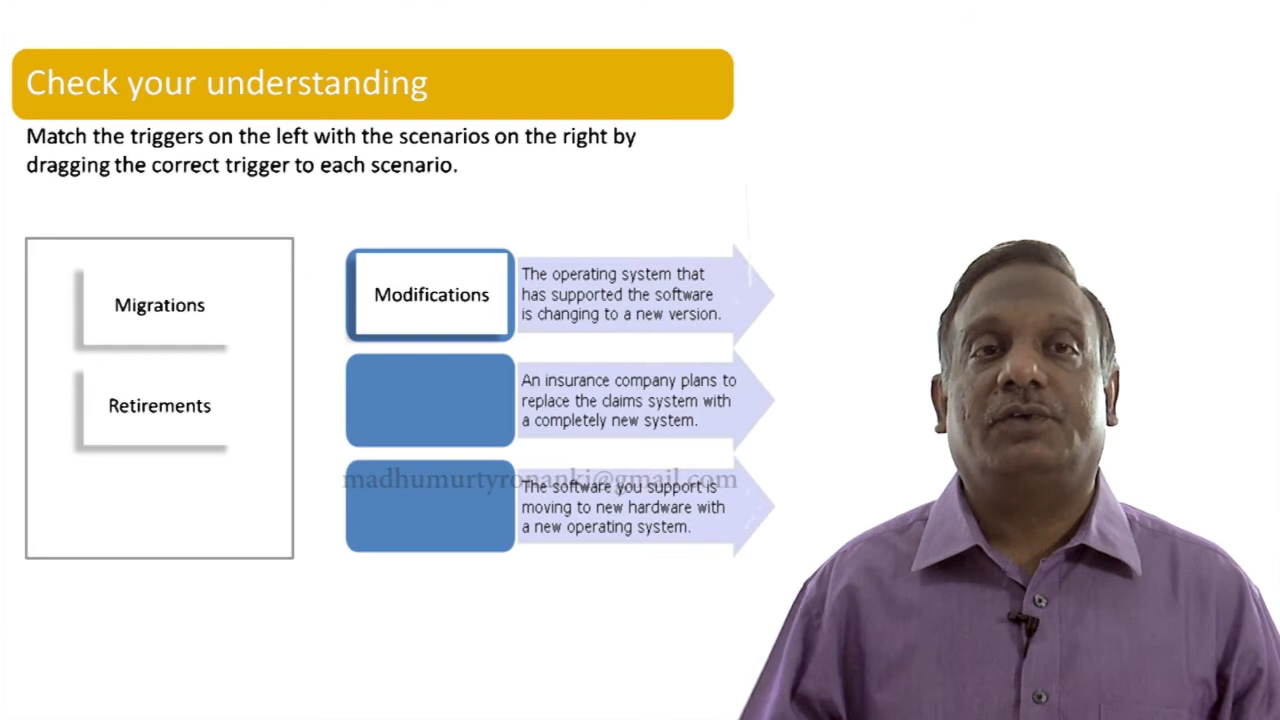 Check your understanding
Match the triggers on the left with the scenarios on the right by
dragging the correct trigger to each scenario.
Migrations
Retirements
Modifications
The operating system that
has supported the software
is changing to a new version.
An insurance company plans to
replace the claims system with
a completely new system.
madhumurtyronanki@gmail.com
The software you support is
moving to new hardware with
a new operating system.